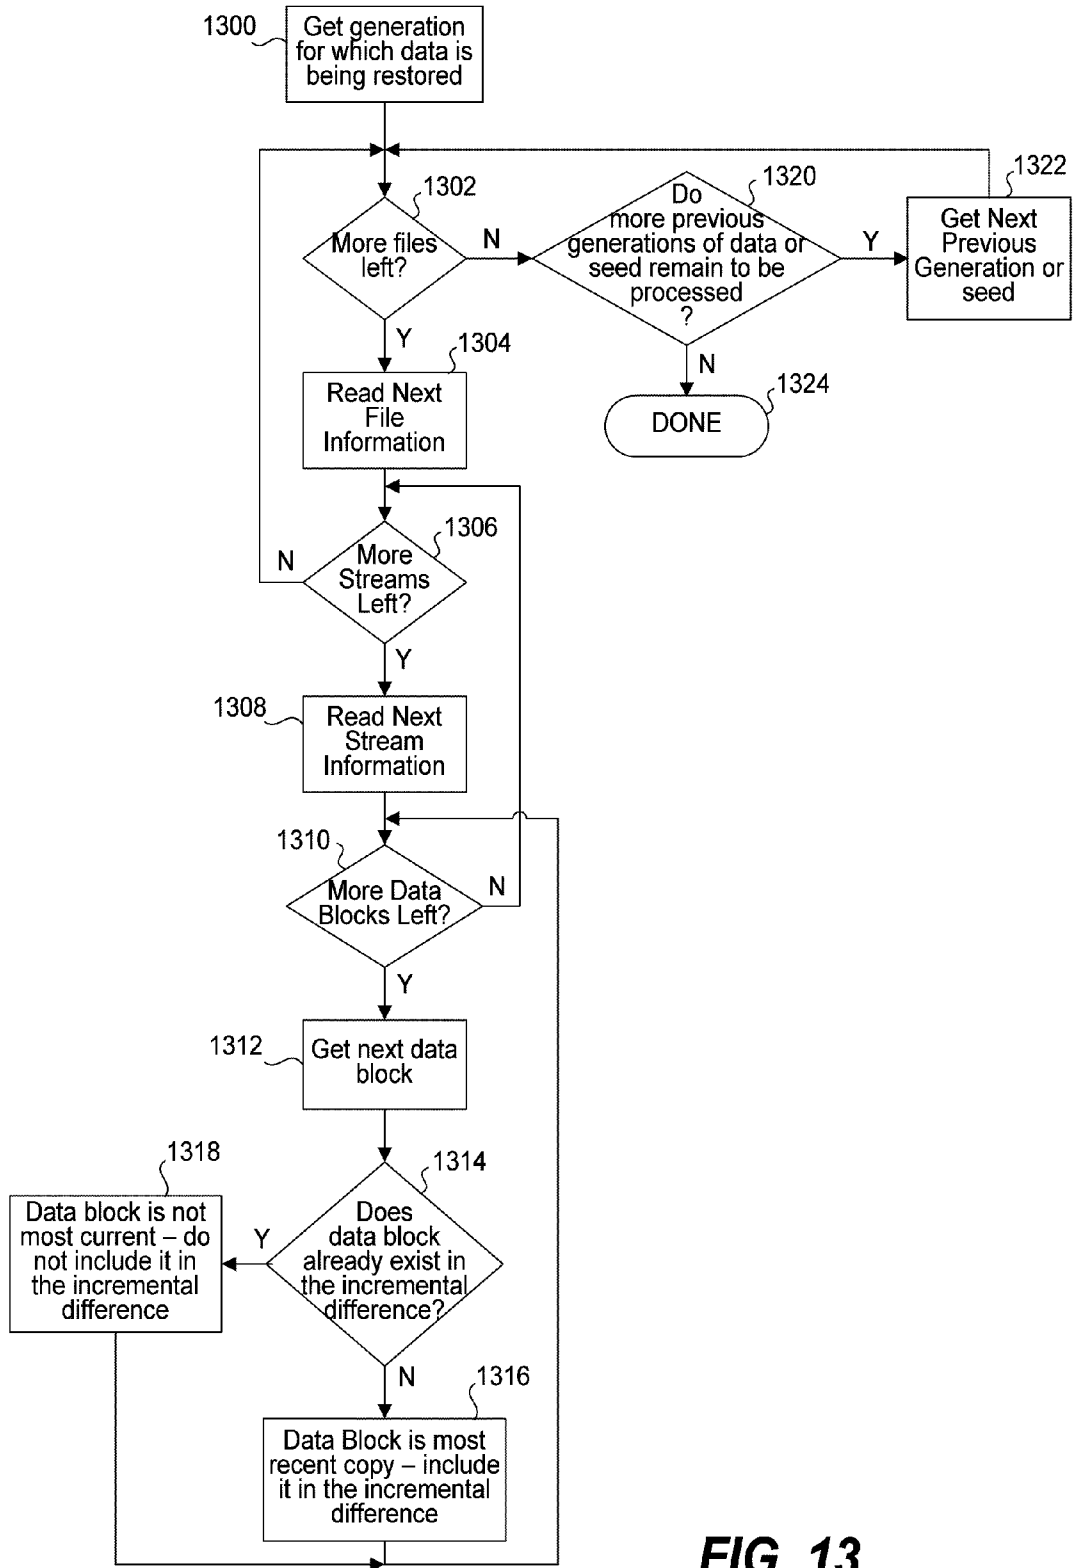 1300
Get generation
for which data is
being restored
1302
More files
left?
N
Y
1320
Do
more previous
generations of data or
seed remain to be
processed
?
Y
N
1322
Get Next
Previous
Generation or
seed
1324
DONE
1304
Read Next
File
Information
1306
More
Streams
Left?
N
Y
1308
Read Next
Stream
Information
1310
More Data
Blocks Left?
N
Y
1312
Get next data
block
1314
Does
data block
already exist in
the incremental
difference?
Y
N
1318
Data block is not
most current – do
not include it in
the incremental
difference
1316
Data Block is most
recent copy – include
it in the incremental
difference
FIG. 13